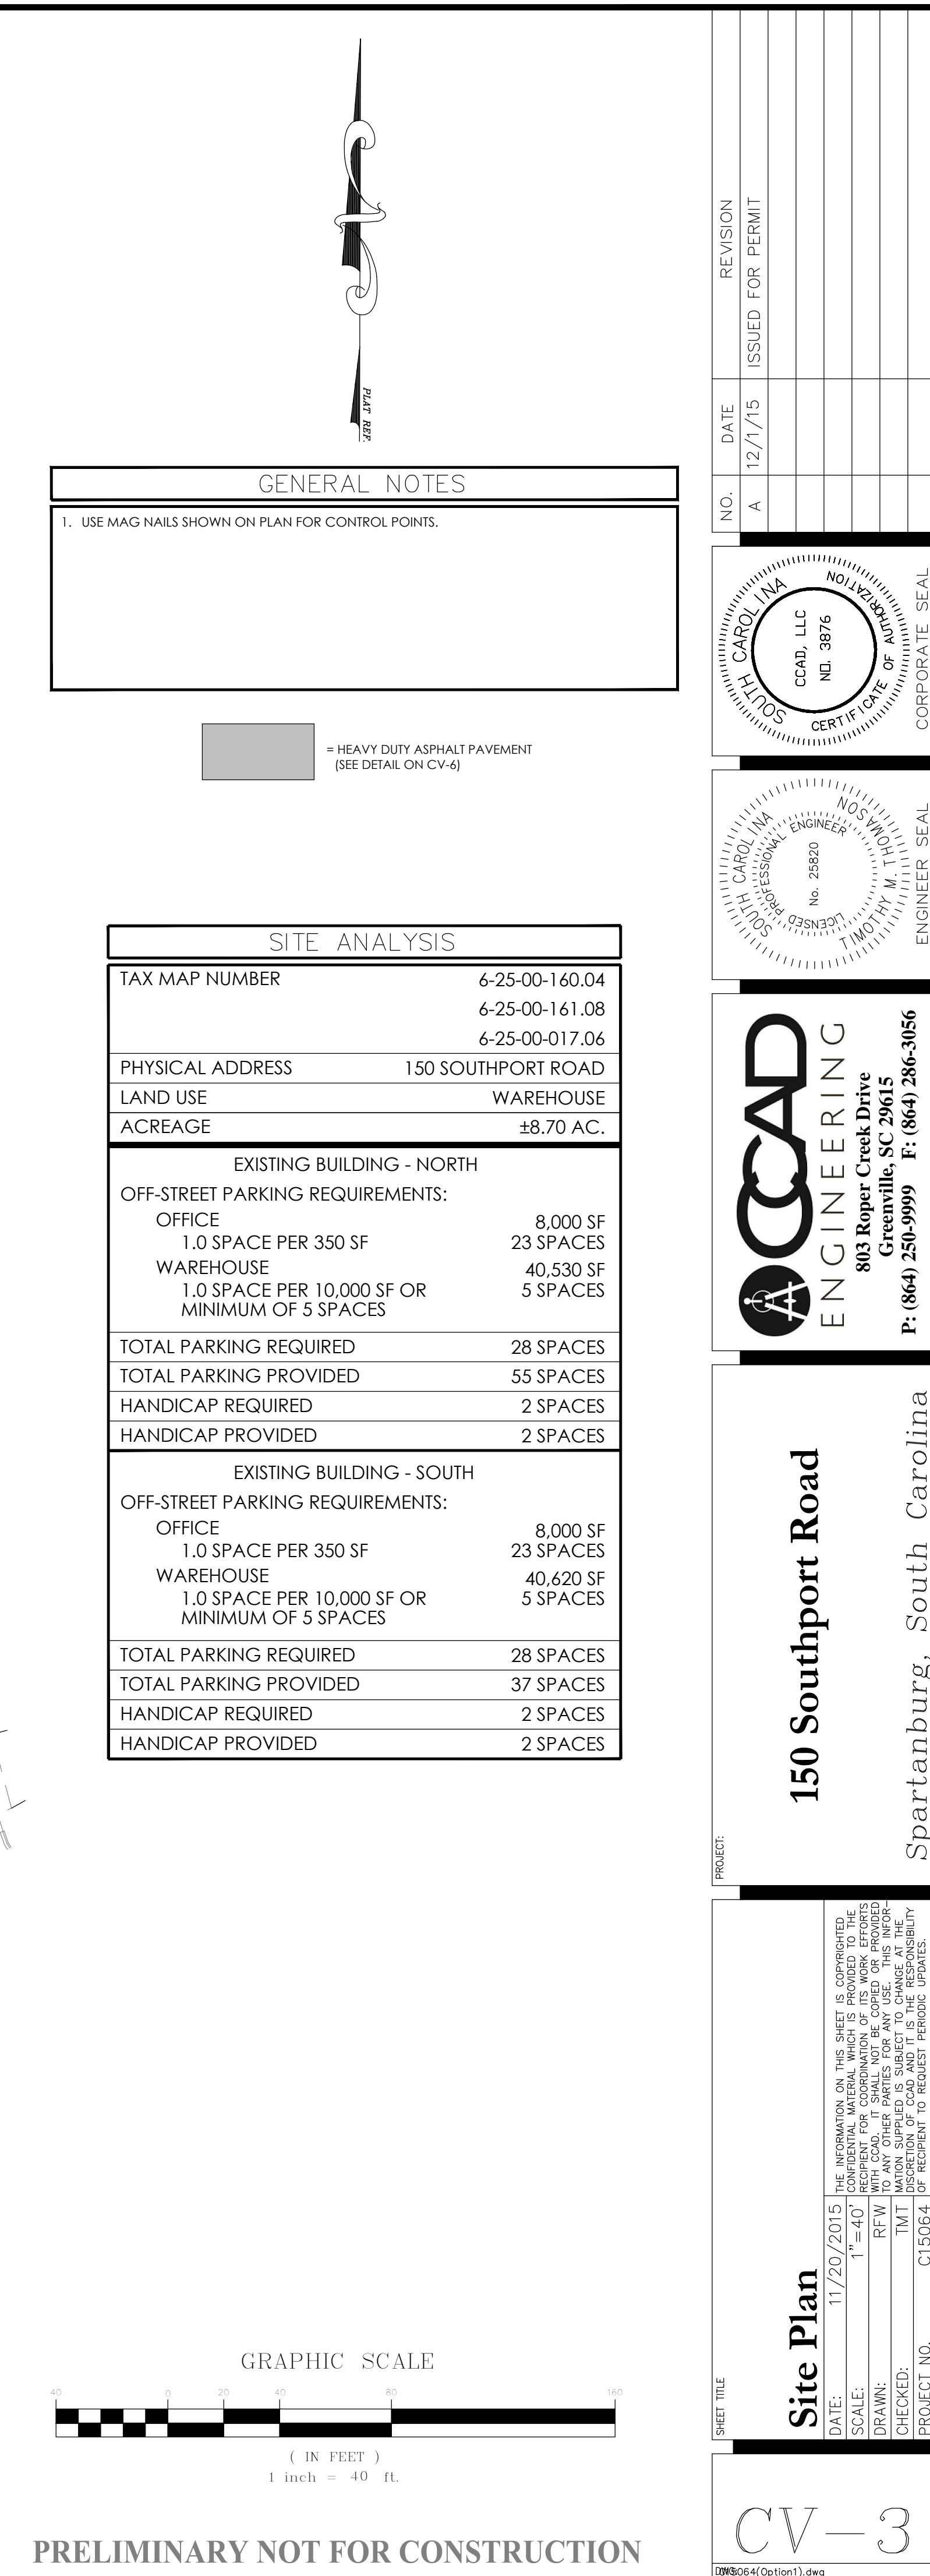 PLAT REF.
GENERAL NOTES
1. USE MAG NAILS SHOWN ON PLAN FOR CONTROL POINTS.
= HEAVY DUTY ASPHALT PAVEMENT
(SEE DETAIL ON CV-6)
SITE ANALYSIS
TAX MAP NUMBER 6-25-00-160.04
6-25-00-161.08
6-25-00-017.06
PHYSICAL ADDRESS 150 SOUTHPORT ROAD
LAND USE WAREHOUSE
ACREAGE ±8.70 AC.
EXISTING BUILDING - NORTH
OFF-STREET PARKING REQUIREMENTS:
OFFICE 8,000 SF
1.0 SPACE PER 350 SF 23 SPACES
WAREHOUSE 40,530 SF
1.0 SPACE PER 10,000 SF OR 5 SPACES
MINIMUM OF 5 SPACES
TOTAL PARKING REQUIRED 28 SPACES
TOTAL PARKING PROVIDED 55 SPACES
HANDICAP REQUIRED 2 SPACES
HANDICAP PROVIDED 2 SPACES
EXISTING BUILDING - SOUTH
OFF-STREET PARKING REQUIREMENTS:
OFFICE 8,000 SF
1.0 SPACE PER 350 SF 23 SPACES
WAREHOUSE 40,620 SF
1.0 SPACE PER 10,000 SF OR 5 SPACES
MINIMUM OF 5 SPACES
TOTAL PARKING REQUIRED 28 SPACES
TOTAL PARKING PROVIDED 37 SPACES
HANDICAP REQUIRED 2 SPACES
HANDICAP PROVIDED 2 SPACES
GRAPHIC SCALE
40 0 20 40 80 160
( IN FEET )
1 inch = 40 ft.
PRELIMINARY NOT FOR CONSTRUCTION
NO. DATE REVISION
A 12/1/15 ISSUED FOR PERMIT
SOUTH CAROLINA
CERTIFICATE OF AUTHORIZATION
CCAD, LLC
NO. 3876
CORPORATE SEAL
SOUTH CAROLINA
LICENSED PROFESSIONAL ENGINEER
No. 25820
TIMOTHY M. THOMASON
ENGINEER SEAL
CCAD
ENGINEERING
803 Roper Creek Drive
Greenville, SC 29615
P: (864) 250-9999 F: (864) 286-3056
PROJECT:
150 Southport Road
Spartanburg, South Carolina
SHEET TITLE
Site Plan
DATE: 11/20/2015
SCALE: 1"=40'
DRAWN: RFW
CHECKED: TMT
PROJECT NO. C15064
THE INFORMATION ON THIS SHEET IS COPYRIGHTED
CONFIDENTIAL MATERIAL WHICH IS PROVIDED TO THE
RECIPIENT FOR COORDINATION OF ITS WORK EFFORTS
WITH CCAD. IT SHALL NOT BE COPIED OR PROVIDED
TO ANY OTHER PARTIES FOR ANY USE. THIS INFOR-
MATION SUPPLIED IS SUBJECT TO CHANGE AT THE
DISCRETION OF CCAD AND IT IS THE RESPONSIBILITY
OF RECIPIENT TO REQUEST PERIODIC UPDATES.
CV-3